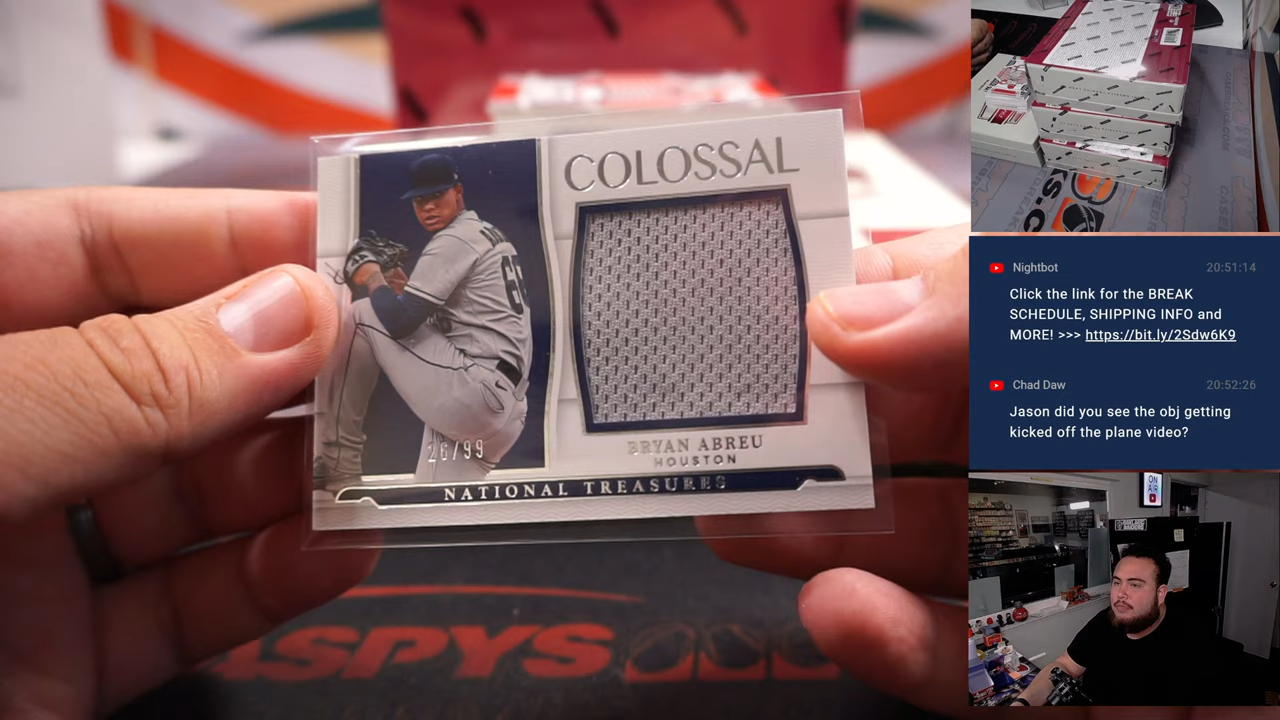 COLOSSAL
26/99
BRYAN ABREU
HOUSTON
NATIONAL TREASURES
ASPYS
Nightbot 20:51:14
Click the link for the BREAK
SCHEDULE, SHIPPING INFO and
MORE! >>> https://bit.ly/2Sdw6K9
Chad Daw 20:52:26
Jason did you see the obj getting
kicked off the plane video?
ON
AIR